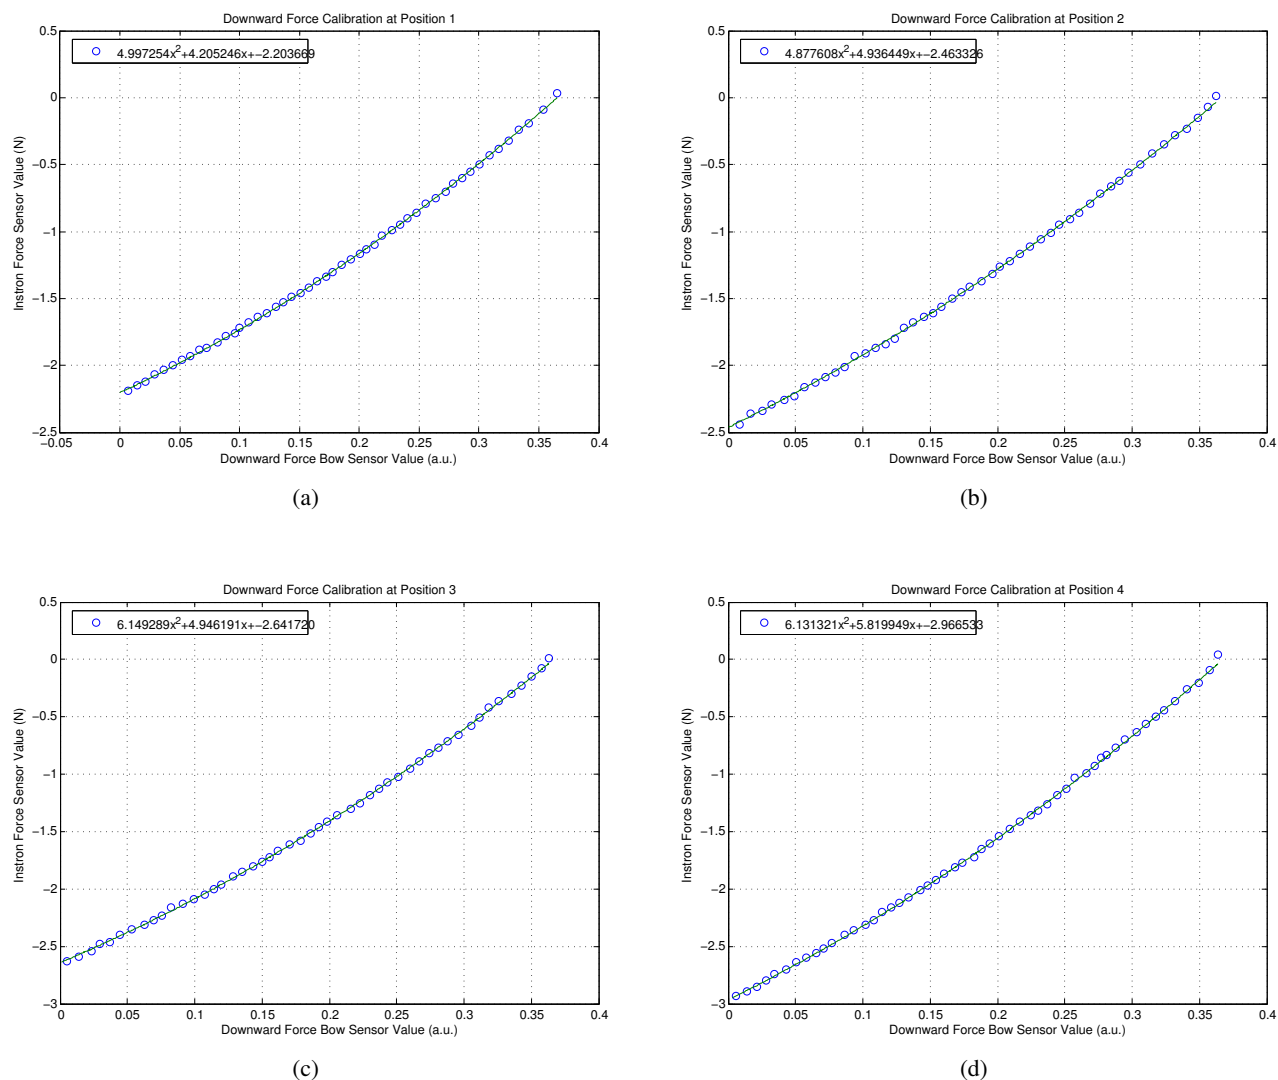 Downward Force Calibration at Position 1
4.997254x²+4.205246x+−2.203669
0.5
0
−0.5
−1
−1.5
−2
−2.5
Instron Force Sensor Value (N)
−0.05 0 0.05 0.1 0.15 0.2 0.25 0.3 0.35 0.4
Downward Force Bow Sensor Value (a.u.)
(a)
Downward Force Calibration at Position 2
4.877608x²+4.936449x+−2.463326
0.5
0
−0.5
−1
−1.5
−2
−2.5
Instron Force Sensor Value (N)
0 0.05 0.1 0.15 0.2 0.25 0.3 0.35 0.4
Downward Force Bow Sensor Value (a.u.)
(b)
Downward Force Calibration at Position 3
6.149289x²+4.946191x+−2.641720
0.5
0
−0.5
−1
−1.5
−2
−2.5
−3
Instron Force Sensor Value (N)
0 0.05 0.1 0.15 0.2 0.25 0.3 0.35 0.4
Downward Force Bow Sensor Value (a.u.)
(c)
Downward Force Calibration at Position 4
6.131321x²+5.819949x+−2.966533
0.5
0
−0.5
−1
−1.5
−2
−2.5
−3
Instron Force Sensor Value (N)
0 0.05 0.1 0.15 0.2 0.25 0.3 0.35 0.4
Downward Force Bow Sensor Value (a.u.)
(d)